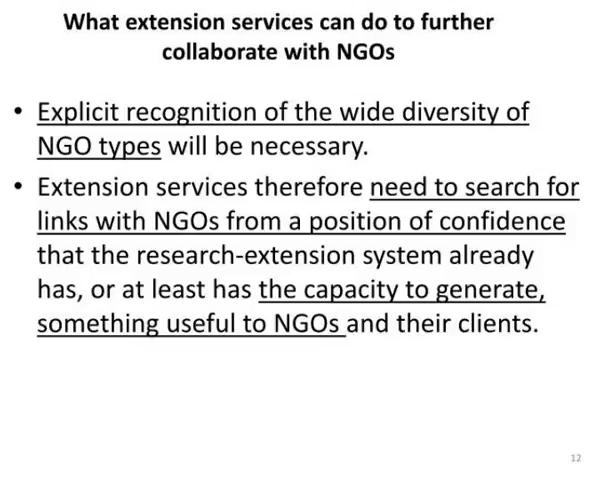 What extension services can do to further
collaborate with NGOs
• Explicit recognition of the wide diversity of
NGO types will be necessary.
• Extension services therefore need to search for
links with NGOs from a position of confidence
that the research-extension system already
has, or at least has the capacity to generate,
something useful to NGOs and their clients.
12